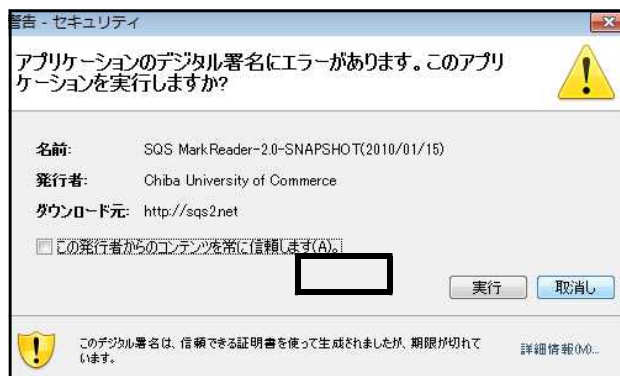 警告 - セキュリティ
アプリケーションのデジタル署名にエラーがあります。このアプリ
ケーションを実行しますか?
名前: SQS MarkReader-2.0-SNAPSHOT(2010/01/15)
発行者: Chiba University of Commerce
ダウンロード元: http://sqs2.net
この発行者からのコンテンツを常に信頼します(A)。
実行 取消し
このデジタル署名は、信頼できる証明書を使って生成されましたが、期限が切れて
います。
詳細情報(M)...